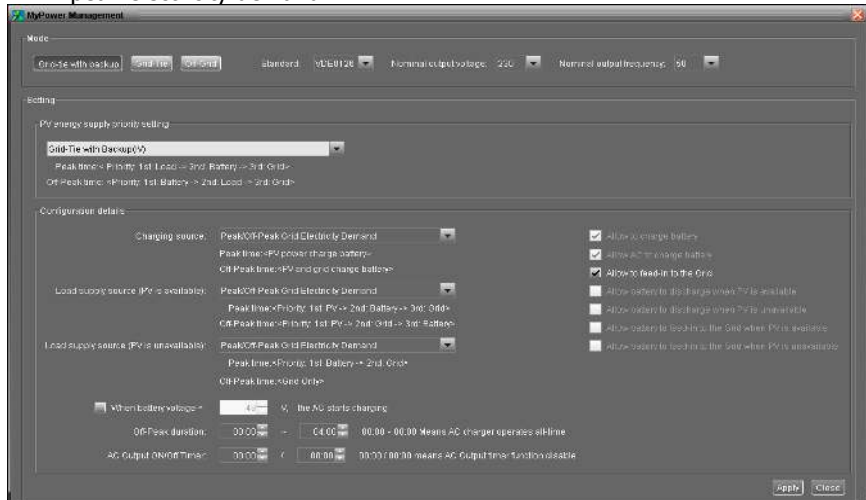 MyPower Management
Mode
Grid-tie with backup Grid-Tie Off-Grid Standard: VDE0126 Nominal output voltage: 230 Nominal output frequency: 50
Setting
PV energy supply priority setting
Grid-Tie with Backup(IV)
Peak time:< Priority: 1st: Load -> 2nd: Battery -> 3rd: Grid>
Off-Peak time: <Priority: 1st: Battery -> 2nd: Load -> 3rd: Grid>
Configuration details
Charging source: Peak/Off-Peak Grid Electricity Demand
Allow to charge battery
Peak time:<PV power charge battery>
Allow AC to charge battery
Off-Peak time:<PV and grid charge battery>
Allow to feed-in to the Grid
Load supply source (PV is available): Peak/Off-Peak Grid Electricity Demand
Allow battery to discharge when PV is available
Peak time:<Priority: 1st: PV -> 2nd: Battery -> 3rd: Grid>
Allow battery to discharge when PV is unavailable
Off-Peak time:<Priority: 1st: PV -> 2nd: Grid -> 3rd: Battery>
Allow battery to feed-in to the Grid when PV is available
Load supply source (PV is unavailable): Peak/Off-Peak Grid Electricity Demand
Allow battery to feed-in to the Grid when PV is unavailable
Peak time:<Priority: 1st: Battery -> 2nd: Grid>
Off-Peak time:<Grid Only>
When battery voltage < V, the AC starts charging
Off-Peak duration: 00:00 ~ 04:00 00:00 - 00:00 Means AC charger operates all-time
AC Output ON/Off Timer: 00:00 / 00:00 00:00 / 00:00 means AC Output timer function disable
Apply Close